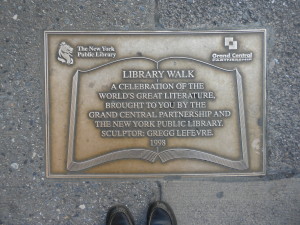 The New York
Public Library
Grand Central
PARTNERSHIP
LIBRARY WALK
A CELEBRATION OF THE
WORLD'S GREAT LITERATURE,
BROUGHT TO YOU BY THE
GRAND CENTRAL PARTNERSHIP AND
THE NEW YORK PUBLIC LIBRARY.
SCULPTOR: GREGG LEFEVRE.
1998